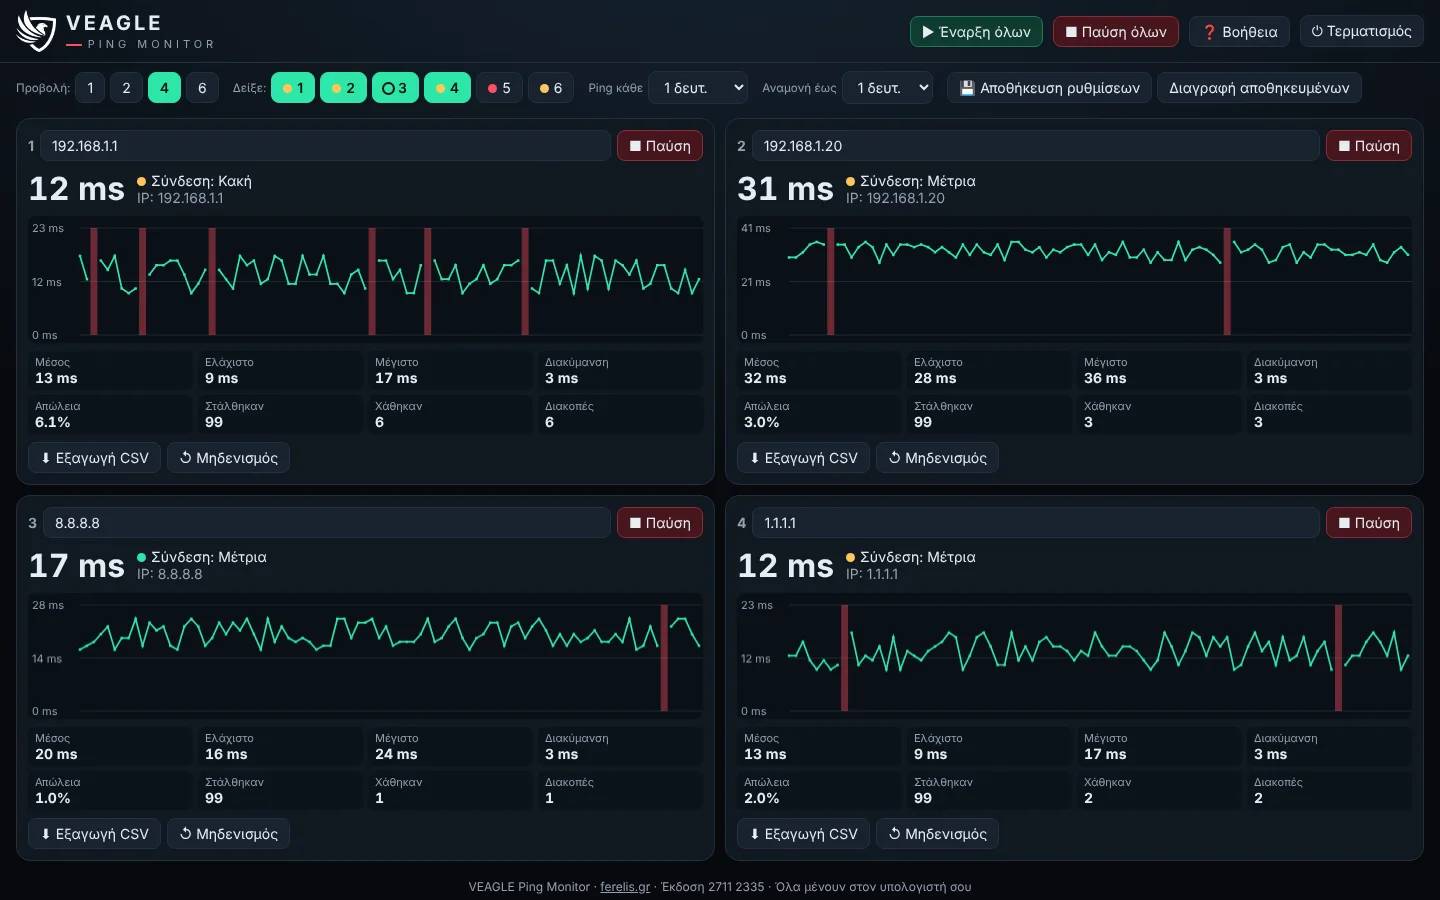 VEAGLE
PING MONITOR
▶ Έναρξη όλων
■ Παύση όλων
❓ Βοήθεια
⏻ Τερματισμός
Προβολή: 1 2 4 6
Δείξε: 1 2 3 4 5 6
Ping κάθε 1 δευτ.
Αναμονή έως 1 δευτ.
💾 Αποθήκευση ρυθμίσεων
Διαγραφή αποθηκευμένων
1 192.168.1.1 ■ Παύση
12 ms
Σύνδεση: Κακή
IP: 192.168.1.1
23 ms
12 ms
0 ms
Μέσος Ελάχιστο Μέγιστο Διακύμανση
13 ms 9 ms 17 ms 3 ms
Απώλεια Στάλθηκαν Χάθηκαν Διακοπές
6.1% 99 6 6
⬇ Εξαγωγή CSV ↺ Μηδενισμός
2 192.168.1.20 ■ Παύση
31 ms
Σύνδεση: Μέτρια
IP: 192.168.1.20
41 ms
21 ms
0 ms
Μέσος Ελάχιστο Μέγιστο Διακύμανση
32 ms 28 ms 36 ms 3 ms
Απώλεια Στάλθηκαν Χάθηκαν Διακοπές
3.0% 99 3 3
⬇ Εξαγωγή CSV ↺ Μηδενισμός
3 8.8.8.8 ■ Παύση
17 ms
Σύνδεση: Μέτρια
IP: 8.8.8.8
28 ms
14 ms
0 ms
Μέσος Ελάχιστο Μέγιστο Διακύμανση
20 ms 16 ms 24 ms 3 ms
Απώλεια Στάλθηκαν Χάθηκαν Διακοπές
1.0% 99 1 1
⬇ Εξαγωγή CSV ↺ Μηδενισμός
4 1.1.1.1 ■ Παύση
12 ms
Σύνδεση: Μέτρια
IP: 1.1.1.1
23 ms
12 ms
0 ms
Μέσος Ελάχιστο Μέγιστο Διακύμανση
13 ms 9 ms 17 ms 3 ms
Απώλεια Στάλθηκαν Χάθηκαν Διακοπές
2.0% 99 2 2
⬇ Εξαγωγή CSV ↺ Μηδενισμός
VEAGLE Ping Monitor · ferelis.gr · Έκδοση 2711 2335 · Όλα μένουν στον υπολογιστή σου